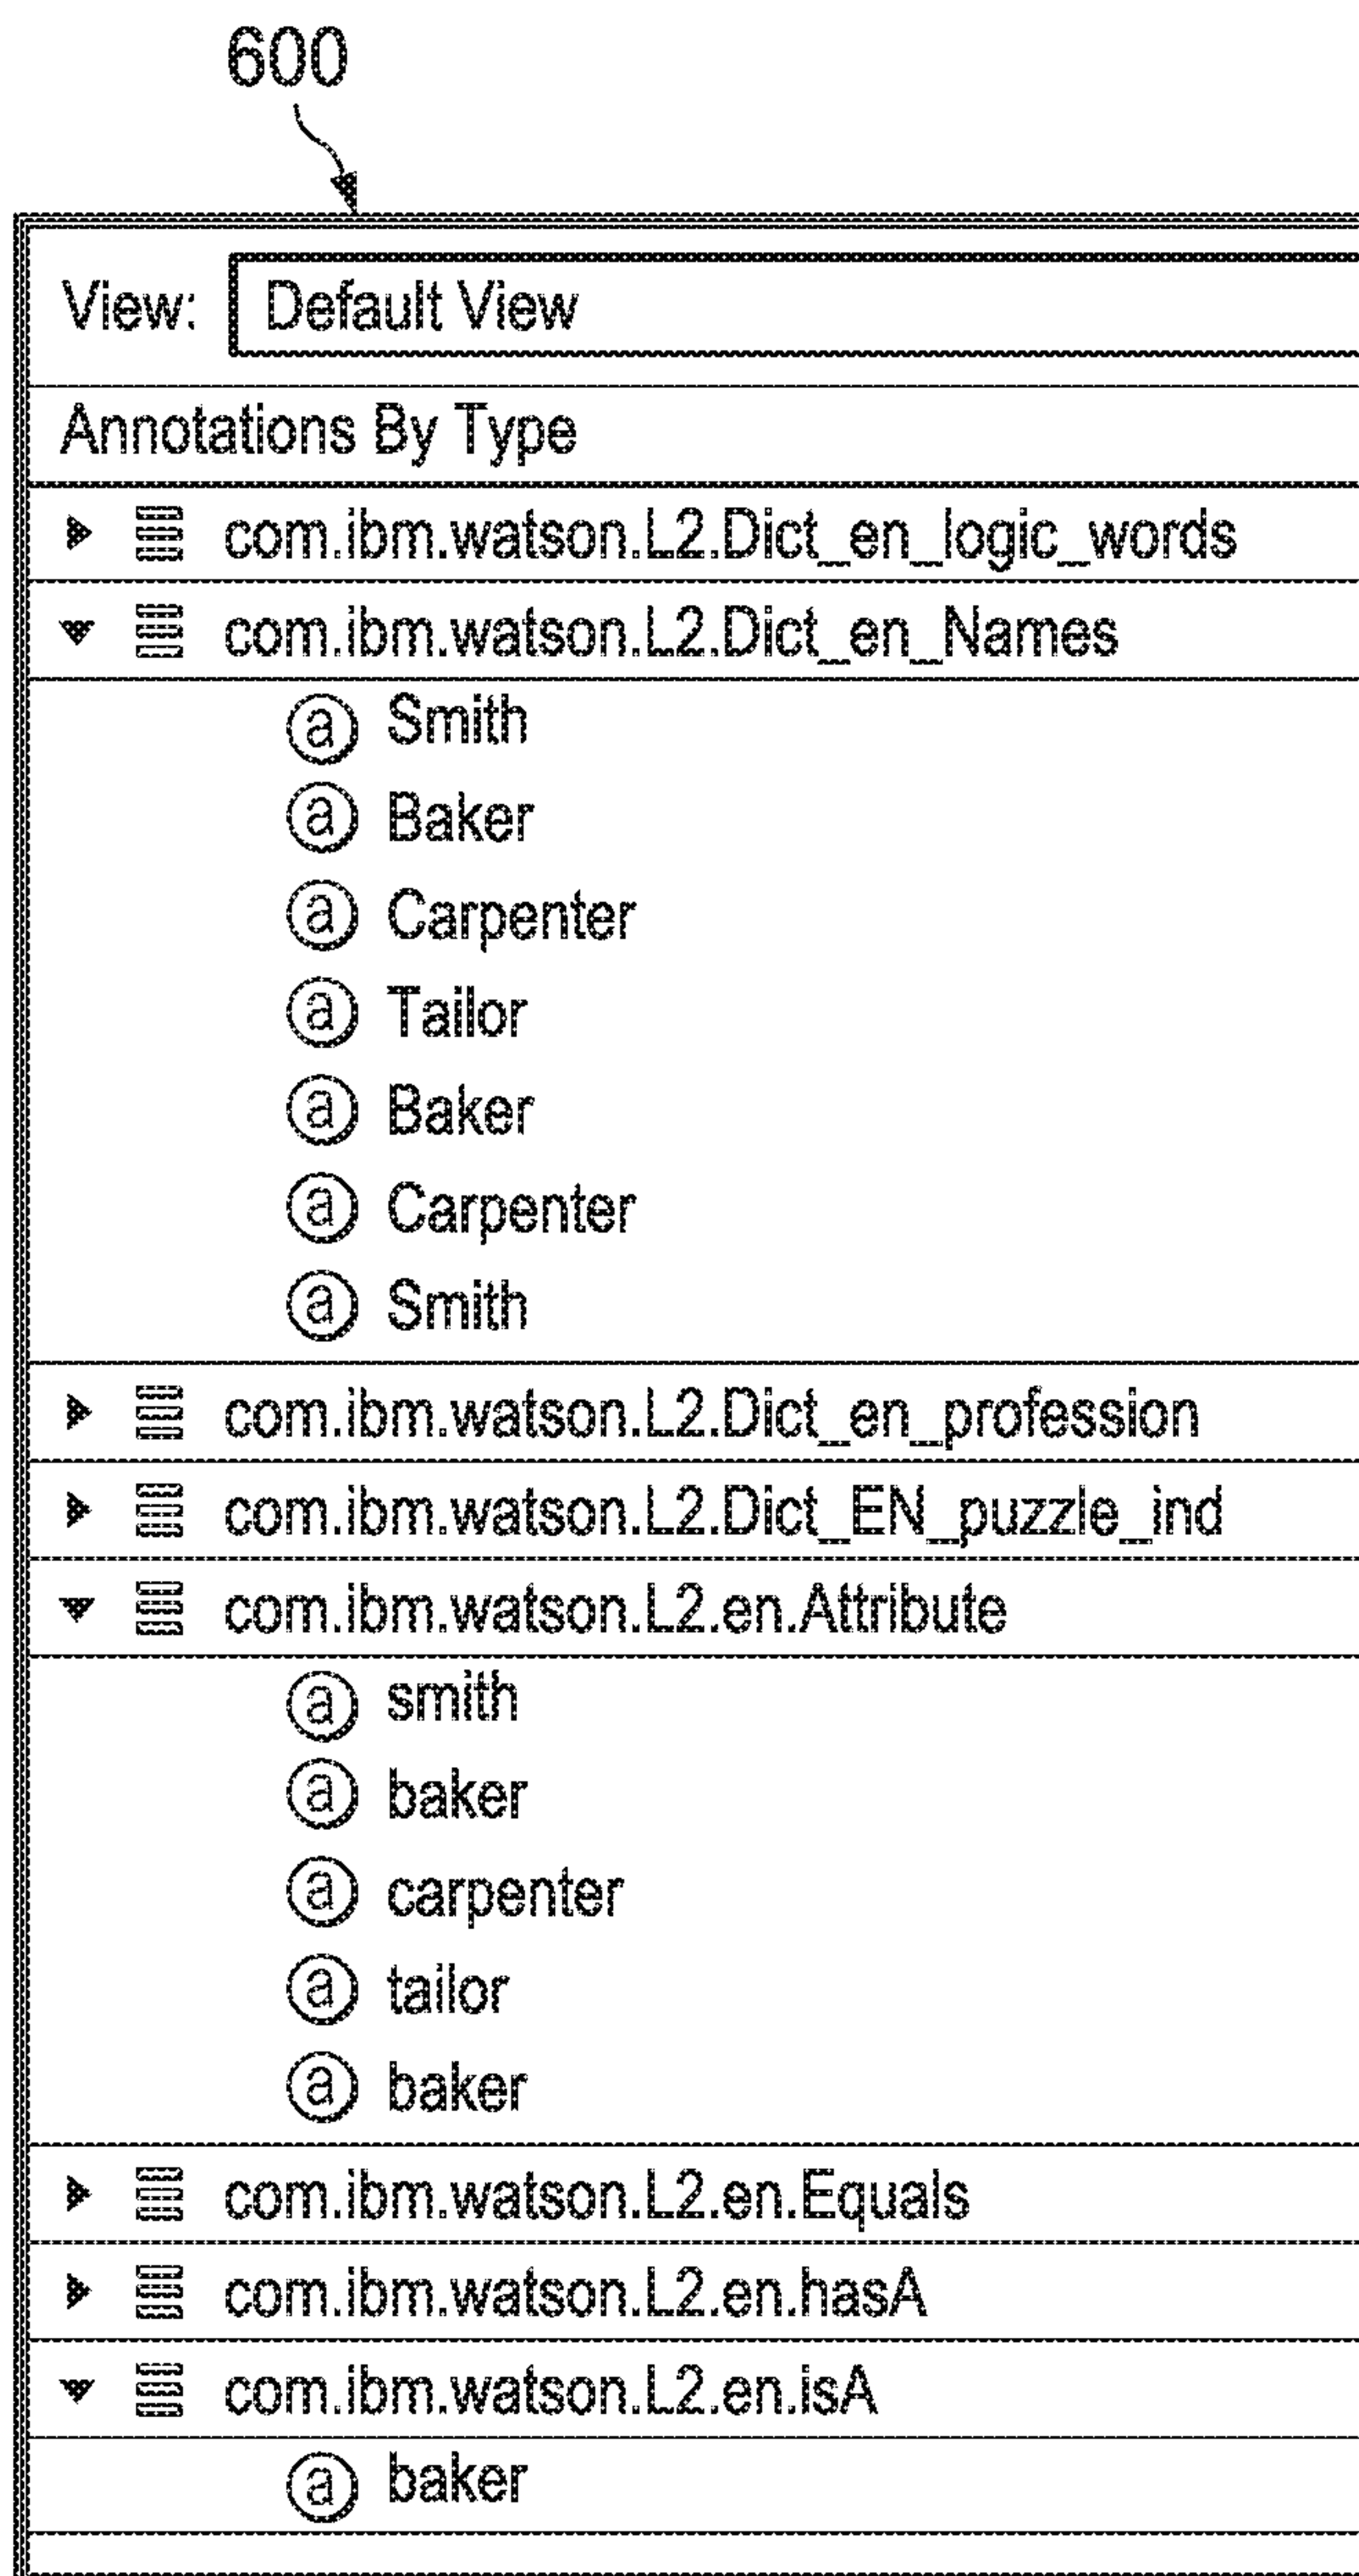 600
View: Default View
Annotations By Type
com.ibm.watson.L2.Dict_en_logic_words
com.ibm.watson.L2.Dict_en_Names
a Smith
a Baker
a Carpenter
a Tailor
a Baker
a Carpenter
a Smith
com.ibm.watson.L2.Dict_en_profession
com.ibm.watson.L2.Dict_EN_puzzle_ind
com.ibm.watson.L2.en.Attribute
a smith
a baker
a carpenter
a tailor
a baker
com.ibm.watson.L2.en.Equals
com.ibm.watson.L2.en.hasA
com.ibm.watson.L2.en.isA
a baker